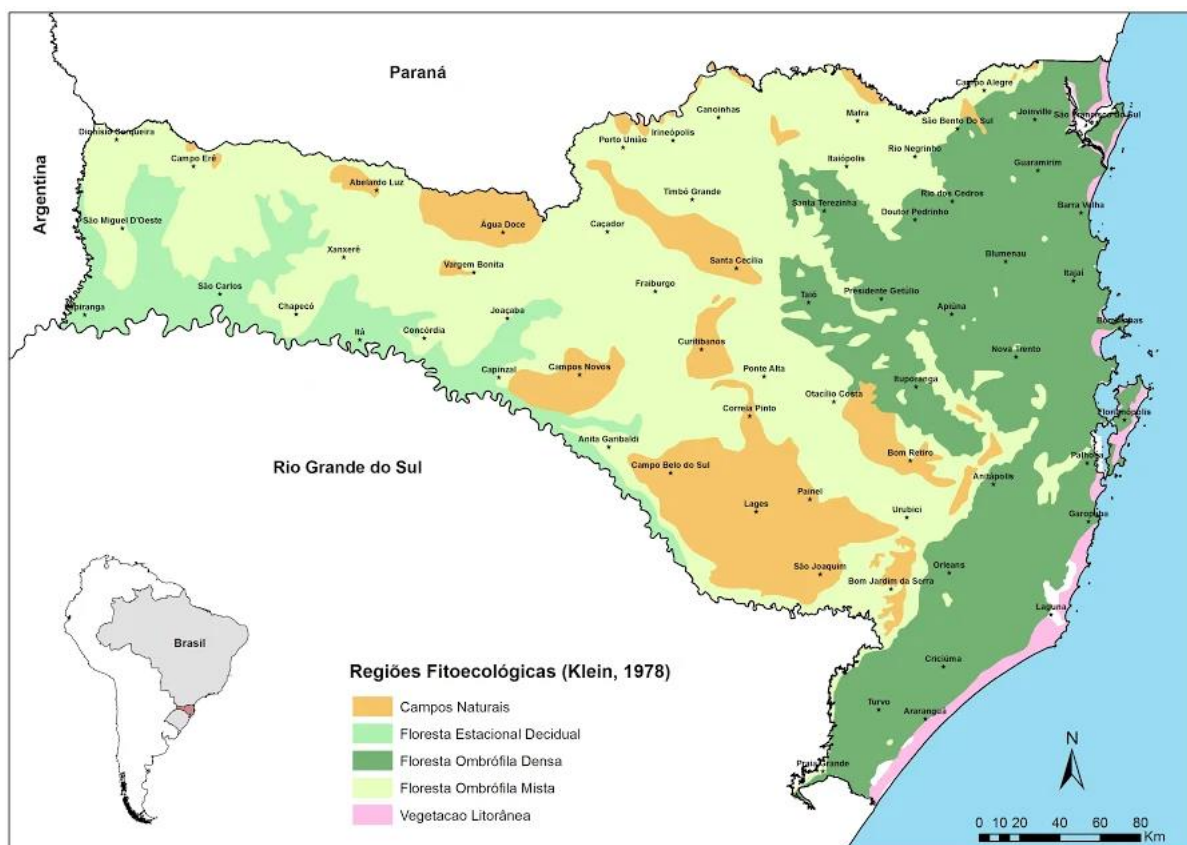 Paraná
Argentina
Campo Alegre
Canoinhas
Mafra
Joinville
São Francisco do Sul
São Bento Do Sul
Dionísio Cerqueira
Irineópolis
Porto União
Rio Negrinho
Campo Erê
Itaiópolis
Guaramirim
Abelardo Luz
Timbó Grande
Rio dos Cedros
Santa Terezinha
Doutor Pedrinho
Barra Velha
São Miguel D'Oeste
Água Doce
Caçador
Xanxerê
Blumenau
Vargem Bonita
Santa Cecília
Itajaí
Fraiburgo
São Carlos
Presidente Getúlio
Taió
Chapecó
Apiúna
Joaçaba
Itá
Concórdia
Curitibanos
Nova Trento
Campos Novos
Capinzal
Ponte Alta
Ituporanga
Otacílio Costa
Correia Pinto
Florianópolis
Anita Garibaldi
Rio Grande do Sul
Bom Retiro
Palhoça
Campo Belo do Sul
Anitápolis
Painel
Lages
Urubici
Garopaba
São Joaquim
Orleans
Bom Jardim da Serra
Laguna
Brasil
Criciúma
Turvo
Araranguá
Praia Grande
Regiões Fitoecológicas (Klein, 1978)
Campos Naturais
Floresta Estacional Decidual
Floresta Ombrófila Densa
Floresta Ombrófila Mista
Vegetacao Litorânea
N
0 10 20 40 60 80
Km